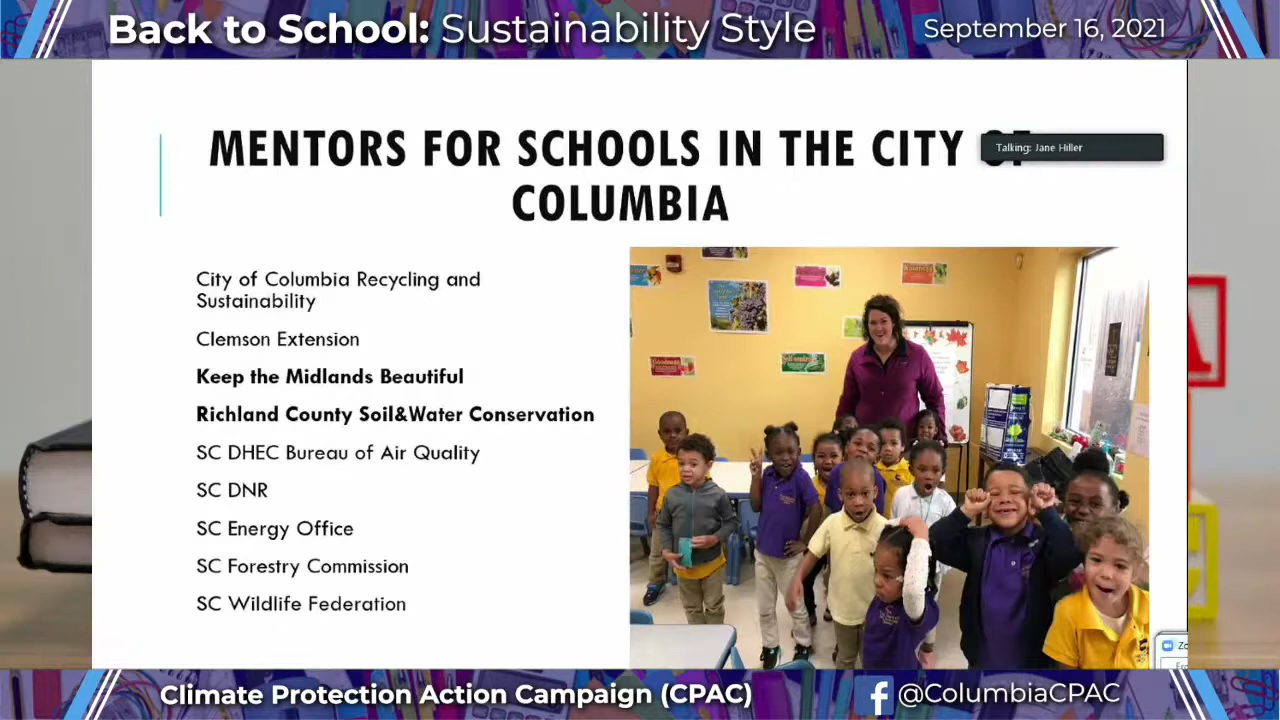 Back to School: Sustainability Style
September 16, 2021
MENTORS FOR SCHOOLS IN THE CITY OF
Talking: Jane Hiller
COLUMBIA
City of Columbia Recycling and
Sustainability
Clemson Extension
Keep the Midlands Beautiful
Richland County Soil&Water Conservation
SC DHEC Bureau of Air Quality
SC DNR
SC Energy Office
SC Forestry Commission
SC Wildlife Federation
Climate Protection Action Campaign (CPAC)
@ColumbiaCPAC